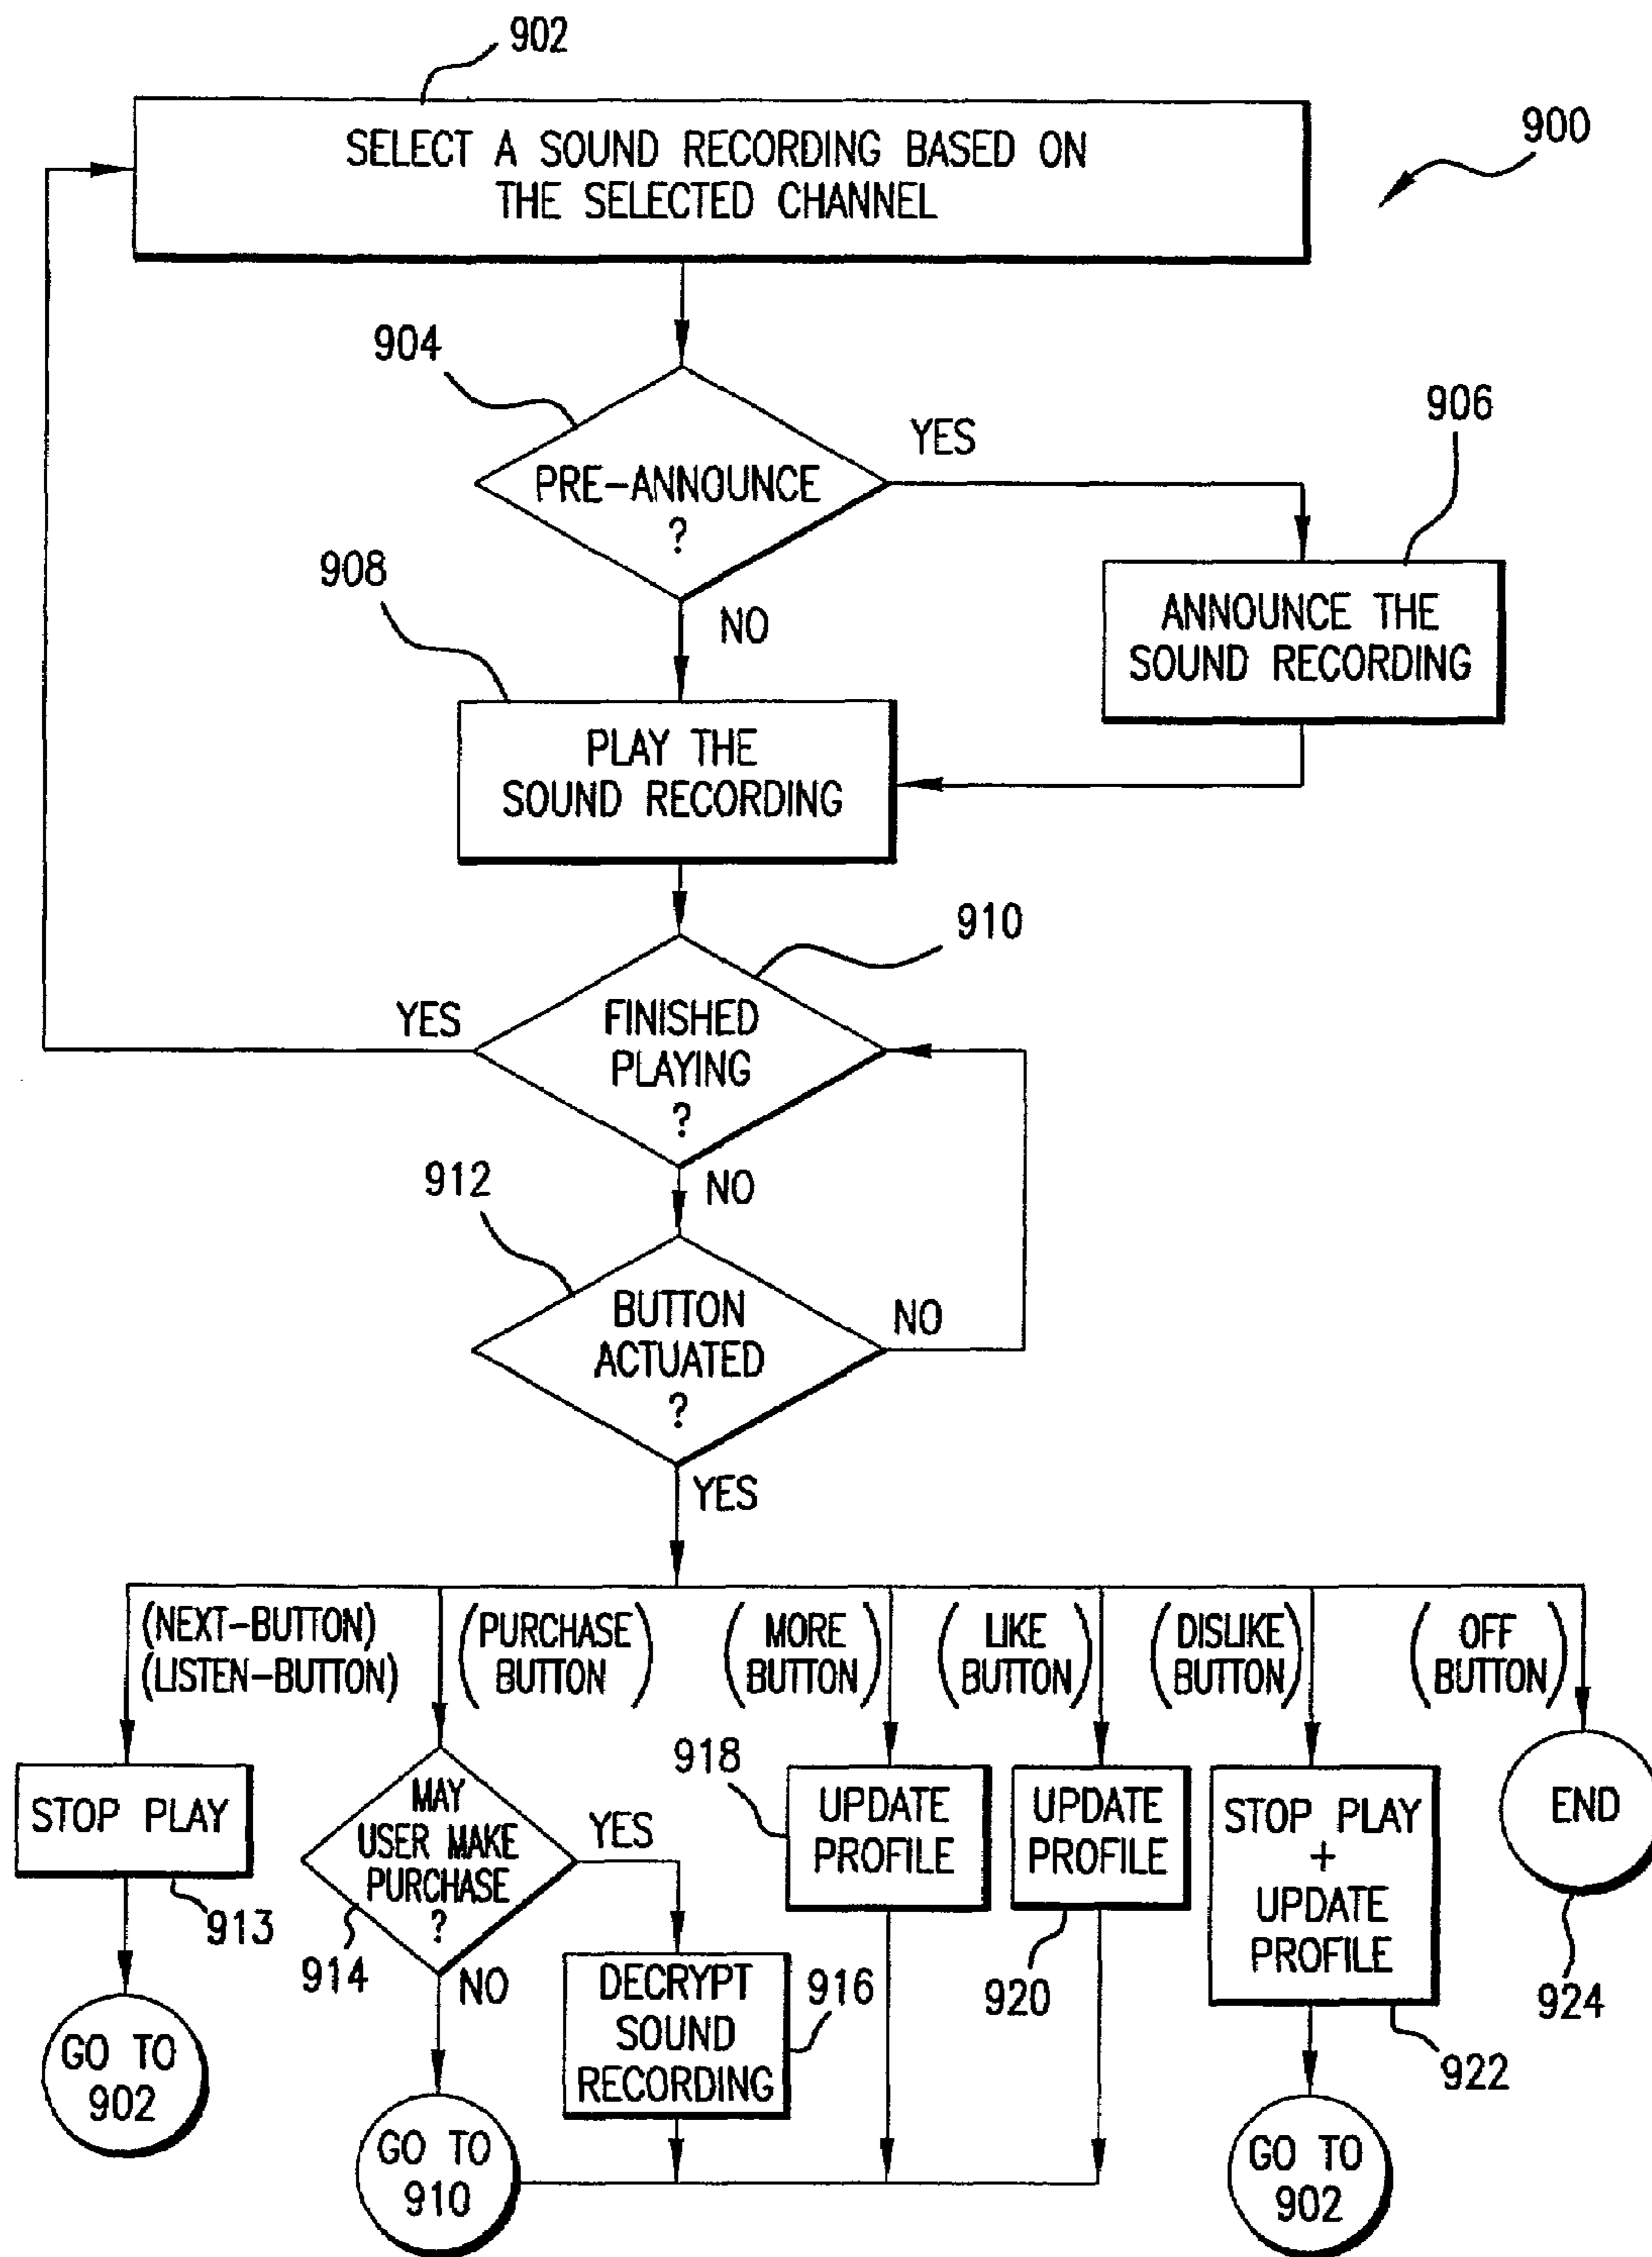 902
900
SELECT A SOUND RECORDING BASED ON
THE SELECTED CHANNEL
904
PRE-ANNOUNCE
?
YES
906
ANNOUNCE THE
SOUND RECORDING
NO
908
PLAY THE
SOUND RECORDING
910
FINISHED
PLAYING
?
YES
NO
912
BUTTON
ACTUATED
?
NO
YES
(NEXT-BUTTON)
(LISTEN-BUTTON)
(PURCHASE
BUTTON)
(MORE
BUTTON)
(LIKE
BUTTON)
(DISLIKE
BUTTON)
(OFF
BUTTON)
STOP PLAY
913
GO TO
902
MAY
USER MAKE
PURCHASE
?
914
YES
NO
DECRYPT
SOUND
RECORDING
916
GO TO
910
918
UPDATE
PROFILE
UPDATE
PROFILE
920
STOP PLAY
+
UPDATE
PROFILE
922
GO TO
902
END
924